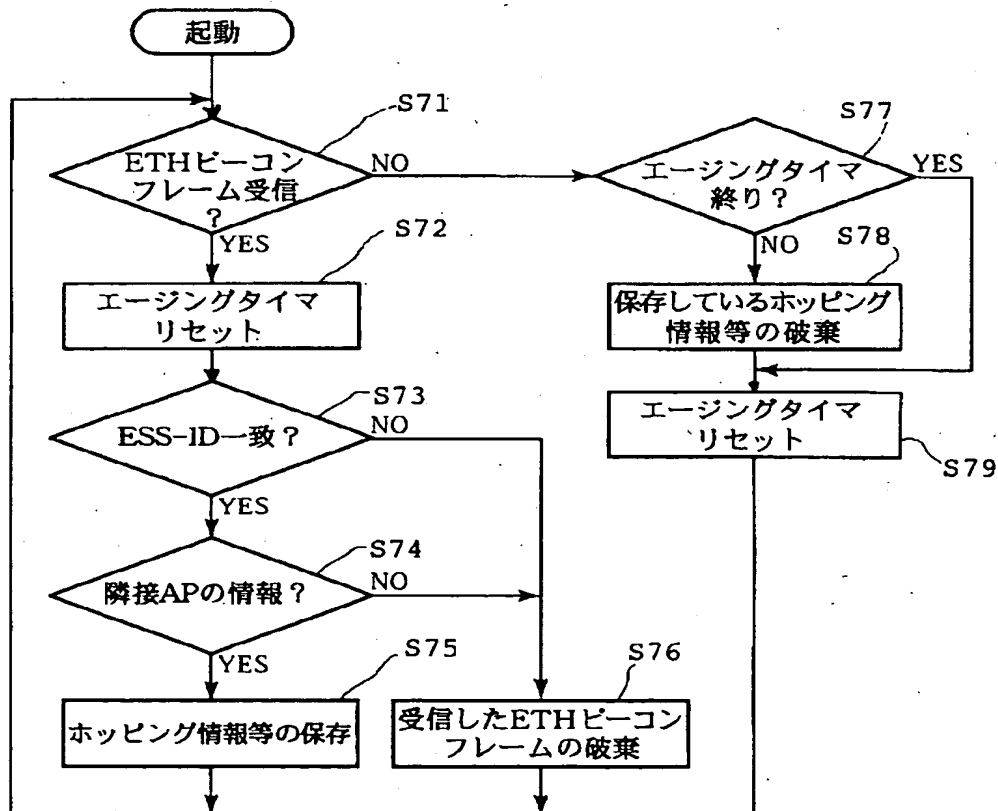 起動
S71
ETHビーコン
フレーム受信
?
NO
YES
S77
エージングタイマ
終り?
YES
NO
S72
エージングタイマ
リセット
S78
保存しているホッピング
情報等の破棄
S73
ESS-ID一致?
NO
YES
エージングタイマ
リセット
S79
S74
隣接APの情報?
NO
YES
S75
ホッピング情報等の保存
S76
受信したETHビーコン
フレームの破棄